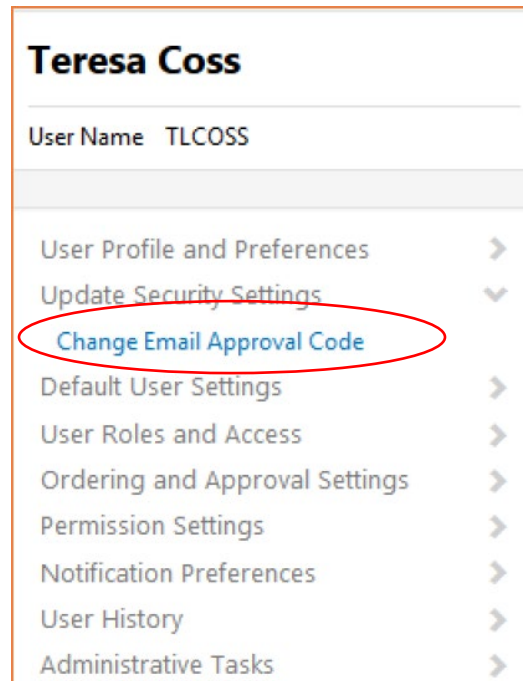 Teresa Coss
User Name TLCOSS
User Profile and Preferences
Update Security Settings
Change Email Approval Code
Default User Settings
User Roles and Access
Ordering and Approval Settings
Permission Settings
Notification Preferences
User History
Administrative Tasks